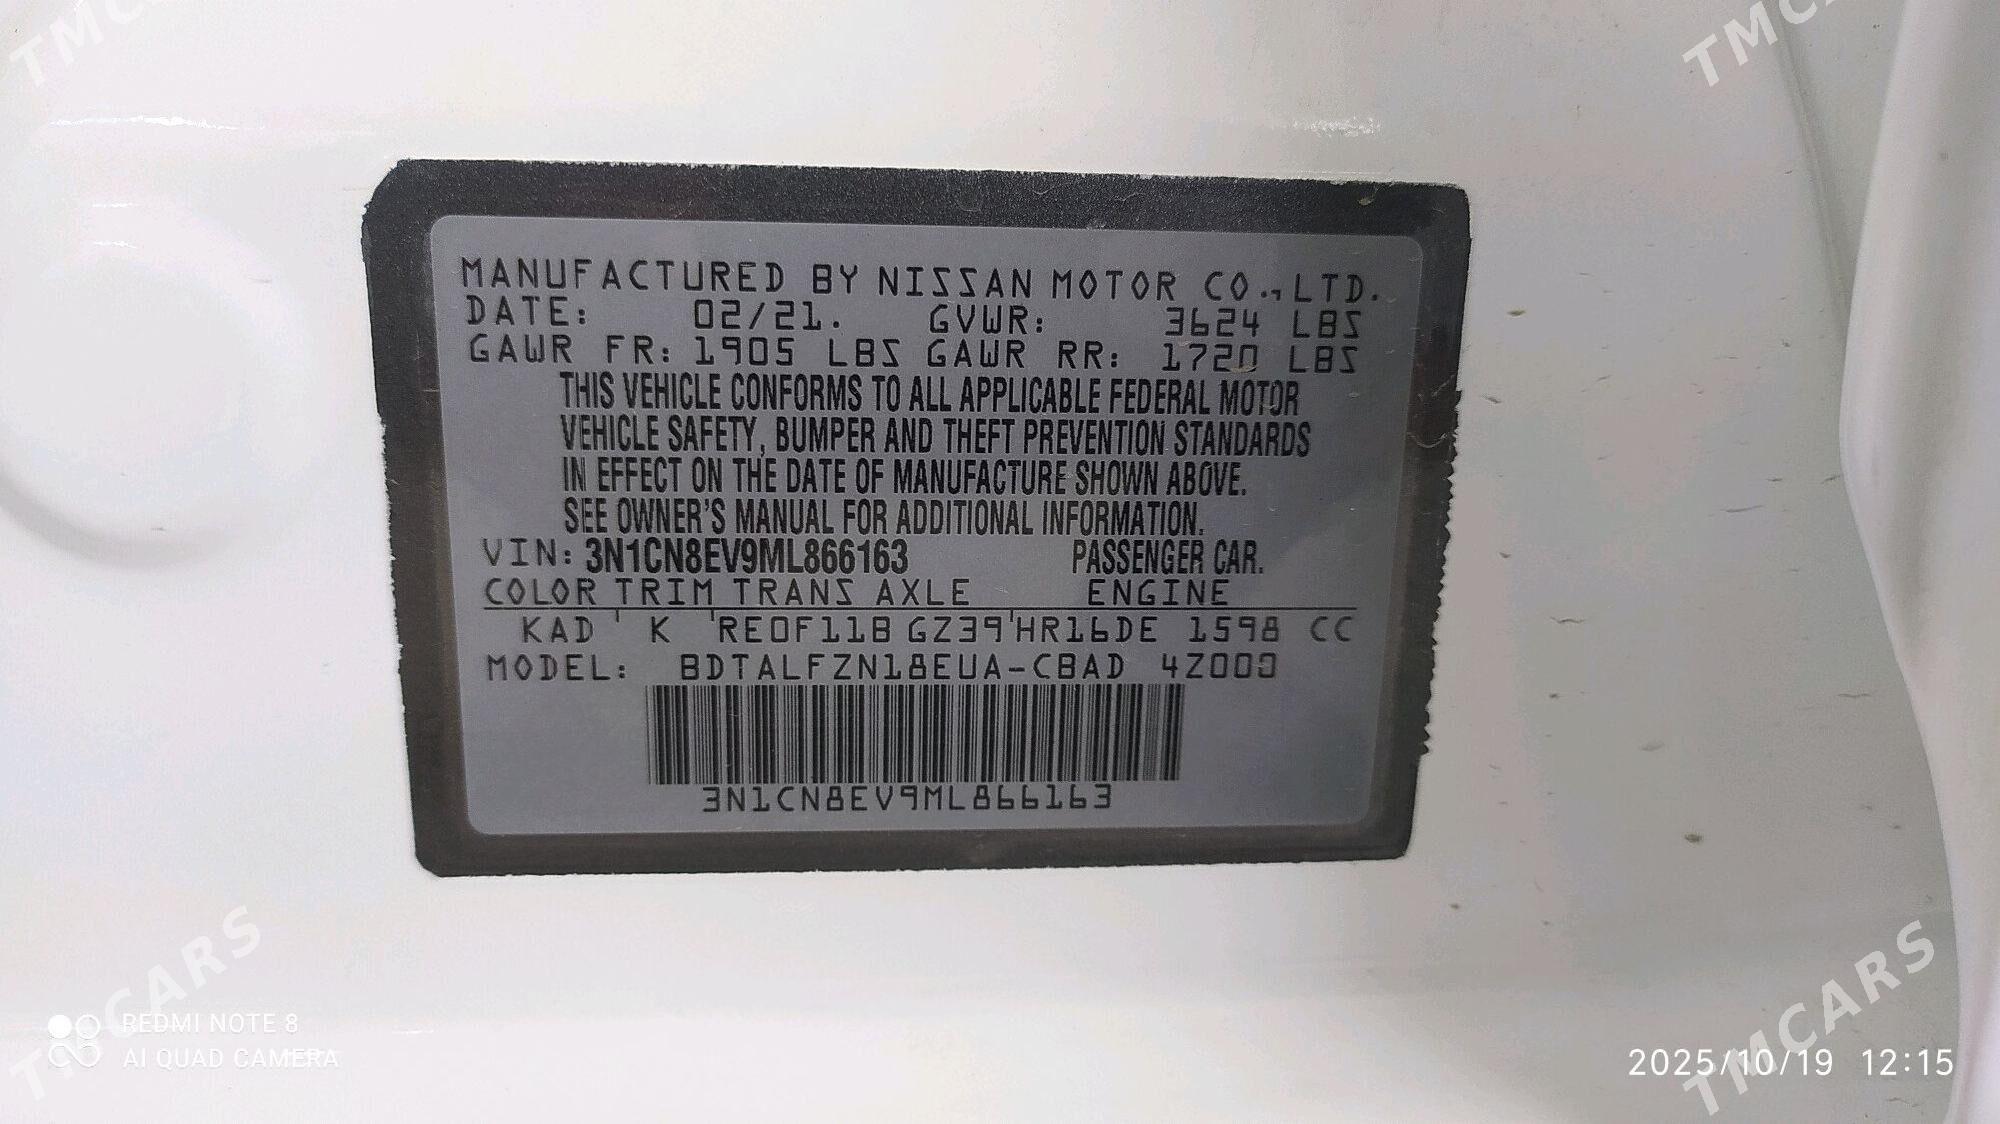 TMCARS
TMCARS
MANUFACTURED BY NISSAN MOTOR CO., LTD.
DATE: 02/21. GVWR: 3624 LBS
GAWR FR: 1905 LBS GAWR RR: 1720 LBS
THIS VEHICLE CONFORMS TO ALL APPLICABLE FEDERAL MOTOR
VEHICLE SAFETY, BUMPER AND THEFT PREVENTION STANDARDS
IN EFFECT ON THE DATE OF MANUFACTURE SHOWN ABOVE.
SEE OWNER'S MANUAL FOR ADDITIONAL INFORMATION.
VIN: 3N1CN8EV9ML866163 PASSENGER CAR.
COLOR TRIM TRANS AXLE ENGINE
KAD K RE0F11B GZ39 HR16DE 1598 CC
MODEL: BDTALFZN18EUA-CBAD 4Z000
3N1CN8EV9ML866163
TMCARS
TMCARS
REDMI NOTE 8
AI QUAD CAMERA
2025/10/19 12:15